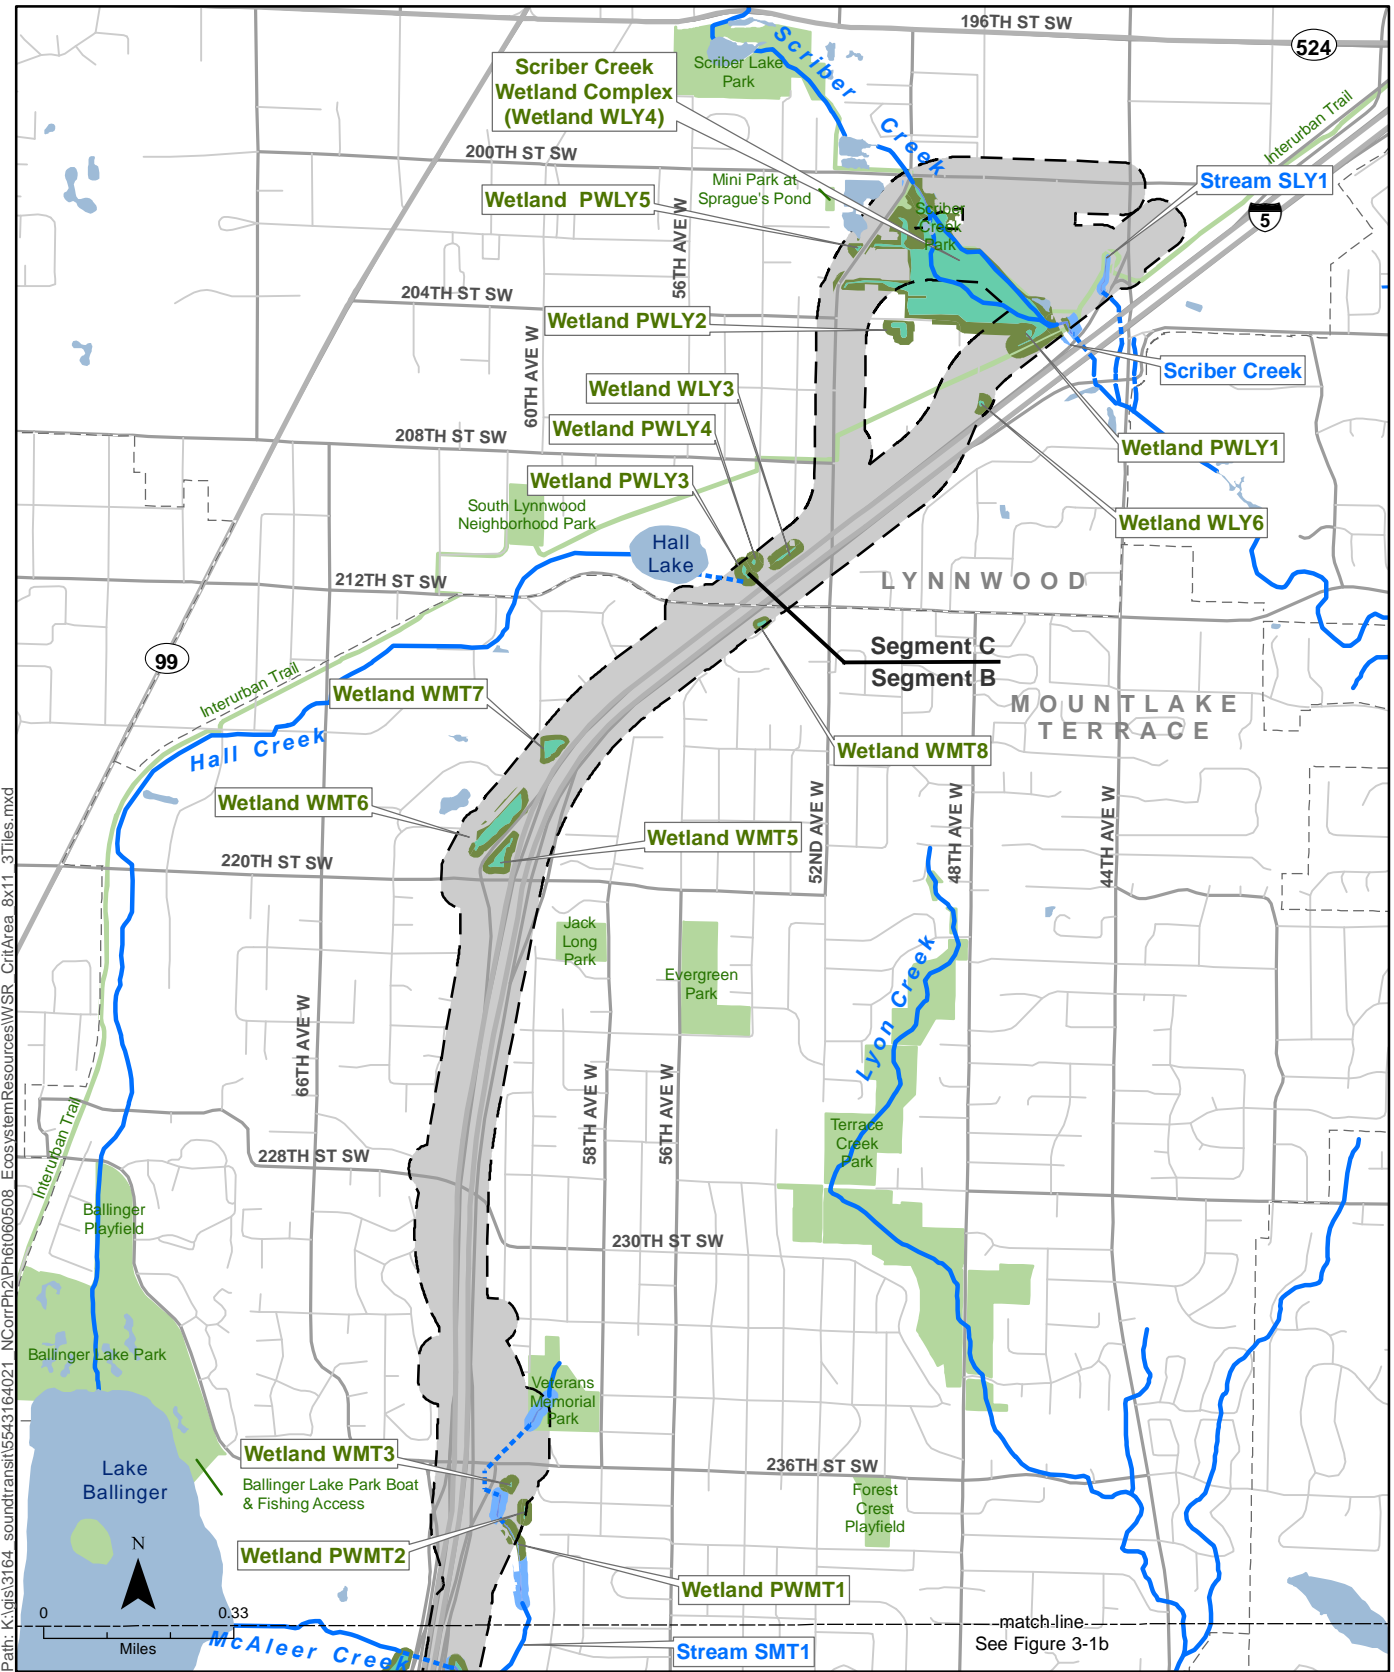 196TH ST SW
524
Scriber Lake
Park
Scriber
Creek
Scriber Creek
Wetland Complex
(Wetland WLY4)
Interurban Trail
200TH ST SW
Mini Park at
Sprague's Pond
Stream SLY1
5
Wetland  PWLY5
56TH AVE W
Scriber
Creek
Park
204TH ST SW
Wetland PWLY2
60TH AVE W
Scriber Creek
Wetland WLY3
Wetland PWLY4
208TH ST SW
Wetland PWLY1
Wetland PWLY3
South Lynnwood
Neighborhood Park
Wetland WLY6
Hall
Lake
212TH ST SW
LYNNWOOD
99
Segment C
Segment B
Interurban Trail
Wetland WMT7
MOUNTLAKE
TERRACE
Hall Creek
Wetland WMT8
Wetland WMT6
52ND AVE W
48TH AVE W
44TH AVE W
Wetland WMT5
220TH ST SW
Jack
Long
Park
Evergreen
Park
Lyon Creek
66TH AVE W
58TH AVE W
56TH AVE W
Interurban Trail
Terrace
Creek
Park
228TH ST SW
Ballinger
Playfield
230TH ST SW
Ballinger Lake Park
Veterans
Memorial
Park
Wetland WMT3
236TH ST SW
Lake
Ballinger
Ballinger Lake Park Boat
& Fishing Access
Forest
Crest
Playfield
N
Wetland PWMT2
Wetland PWMT1
0
0.33
Miles
match line
See Figure 3-1b
McAleer Creek
Stream SMT1
Path: K:\gis\3164_soundtransit\5543164021_NCorrPh2\Ph6t060508_EcosystemResources\WSR_CritArea_8x11_3Tiles.mxd